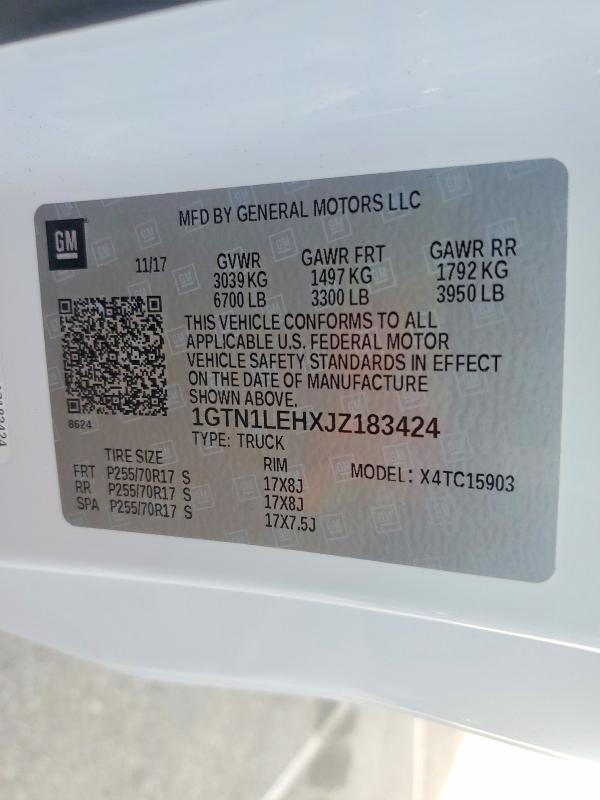 MFD BY GENERAL MOTORS LLC
GM
11/17 GVWR GAWR FRT GAWR RR
3039 KG 1497 KG 1792 KG
6700 LB 3300 LB 3950 LB
THIS VEHICLE CONFORMS TO ALL
APPLICABLE U.S. FEDERAL MOTOR
VEHICLE SAFETY STANDARDS IN EFFECT
ON THE DATE OF MANUFACTURE
SHOWN ABOVE.
8624
1GTN1LEHXJZ183424
TYPE: TRUCK
TIRE SIZE RIM MODEL: X4TC15903
FRT P255/70R17 S 17X8J
RR P255/70R17 S 17X8J
SPA P255/70R17 S 17X7.5J